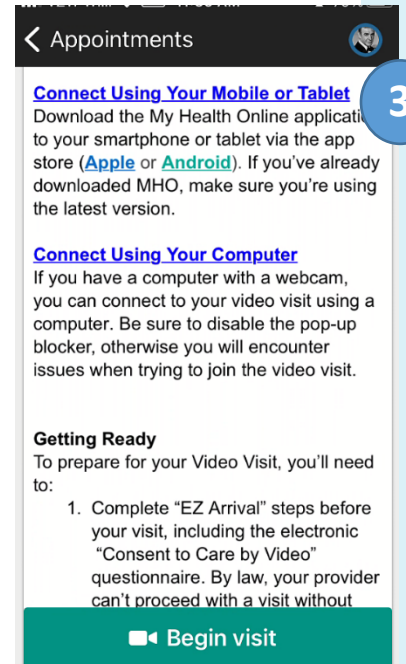 Appointments
3
Connect Using Your Mobile or Tablet
Download the My Health Online
to your smartphone or tablet via the app
store (Apple or Android). If you've already
downloaded MHO, make sure you're using
the latest version.
Connect Using Your Computer
If you have a computer with a webcam,
you can connect to your video visit using a
computer. Be sure to disable the pop-up
blocker, otherwise you will encounter
issues when trying to join the video visit.
Getting Ready
To prepare for your Video Visit, you'll need
to:
1. Complete “EZ Arrival” steps before
your visit, including the electronic
“Consent to Care by Video”
questionnaire. By law, your provider
can't proceed with a visit without
Begin visit